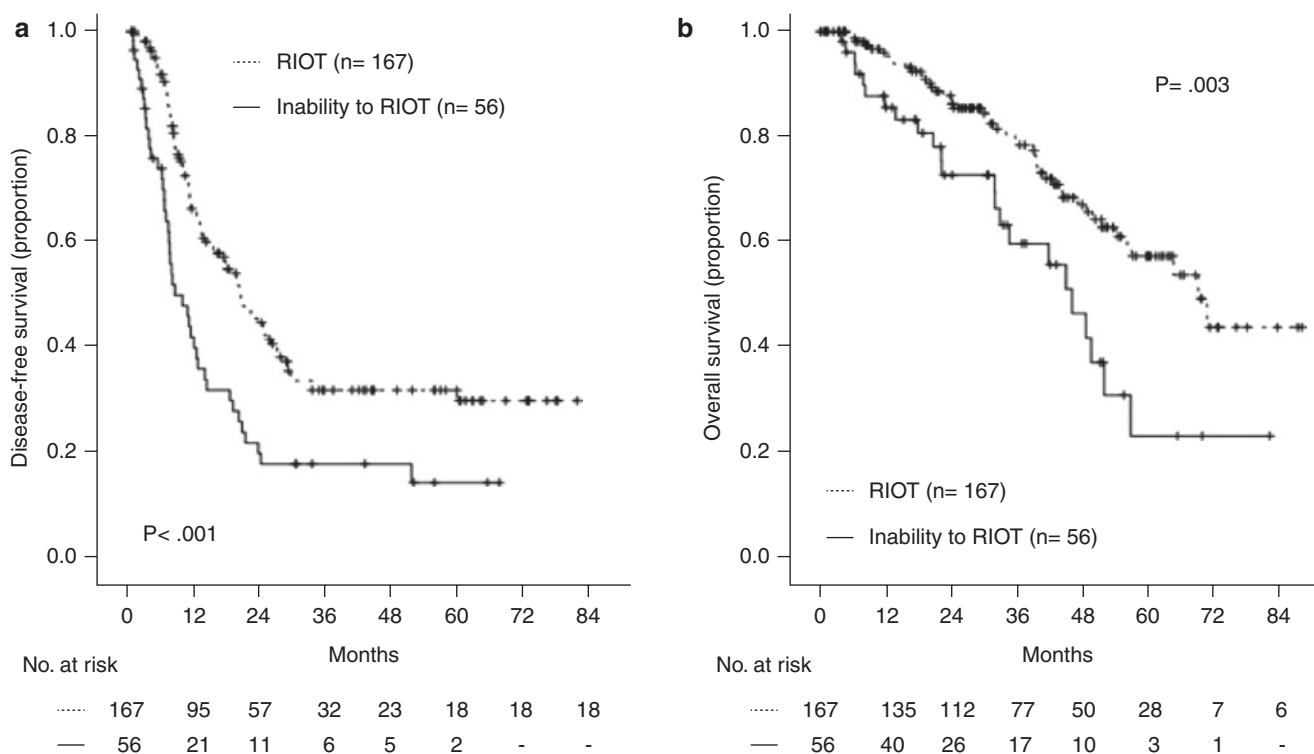 a
1.0
0.8
0.6
0.4
0.2
0.0
Disease-free survival (proportion)
RIOT (n= 167)
Inability to RIOT (n= 56)
P< .001
0 12 24 36 48 60 72 84
Months
No. at risk
167 95 57 32 23 18 18 18
56 21 11 6 5 2 - -
b
1.0
0.8
0.6
0.4
0.2
0.0
Overall survival (proportion)
P= .003
RIOT (n= 167)
Inability to RIOT (n= 56)
0 12 24 36 48 60 72 84
Months
No. at risk
167 135 112 77 50 28 7 6
56 40 26 17 10 3 1 -